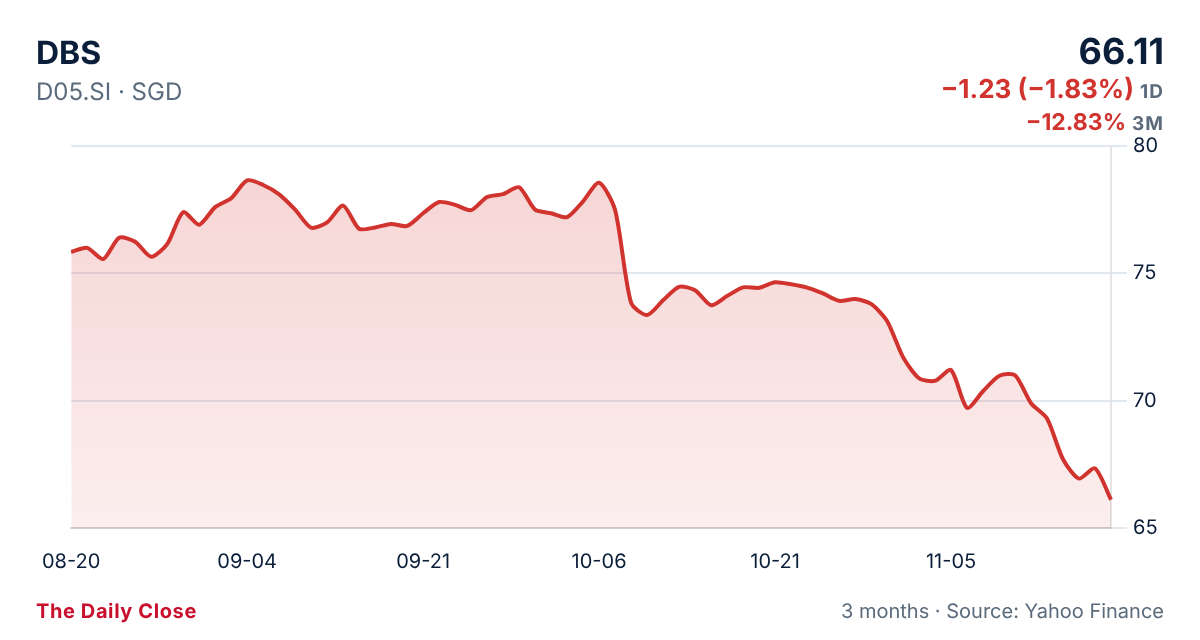 DBS
66.11
D05.SI · SGD
−1.23 (−1.83%) 1D
−12.83% 3M
80
75
70
65
08-20 09-04 09-21 10-06 10-21 11-05
The Daily Close
3 months · Source: Yahoo Finance